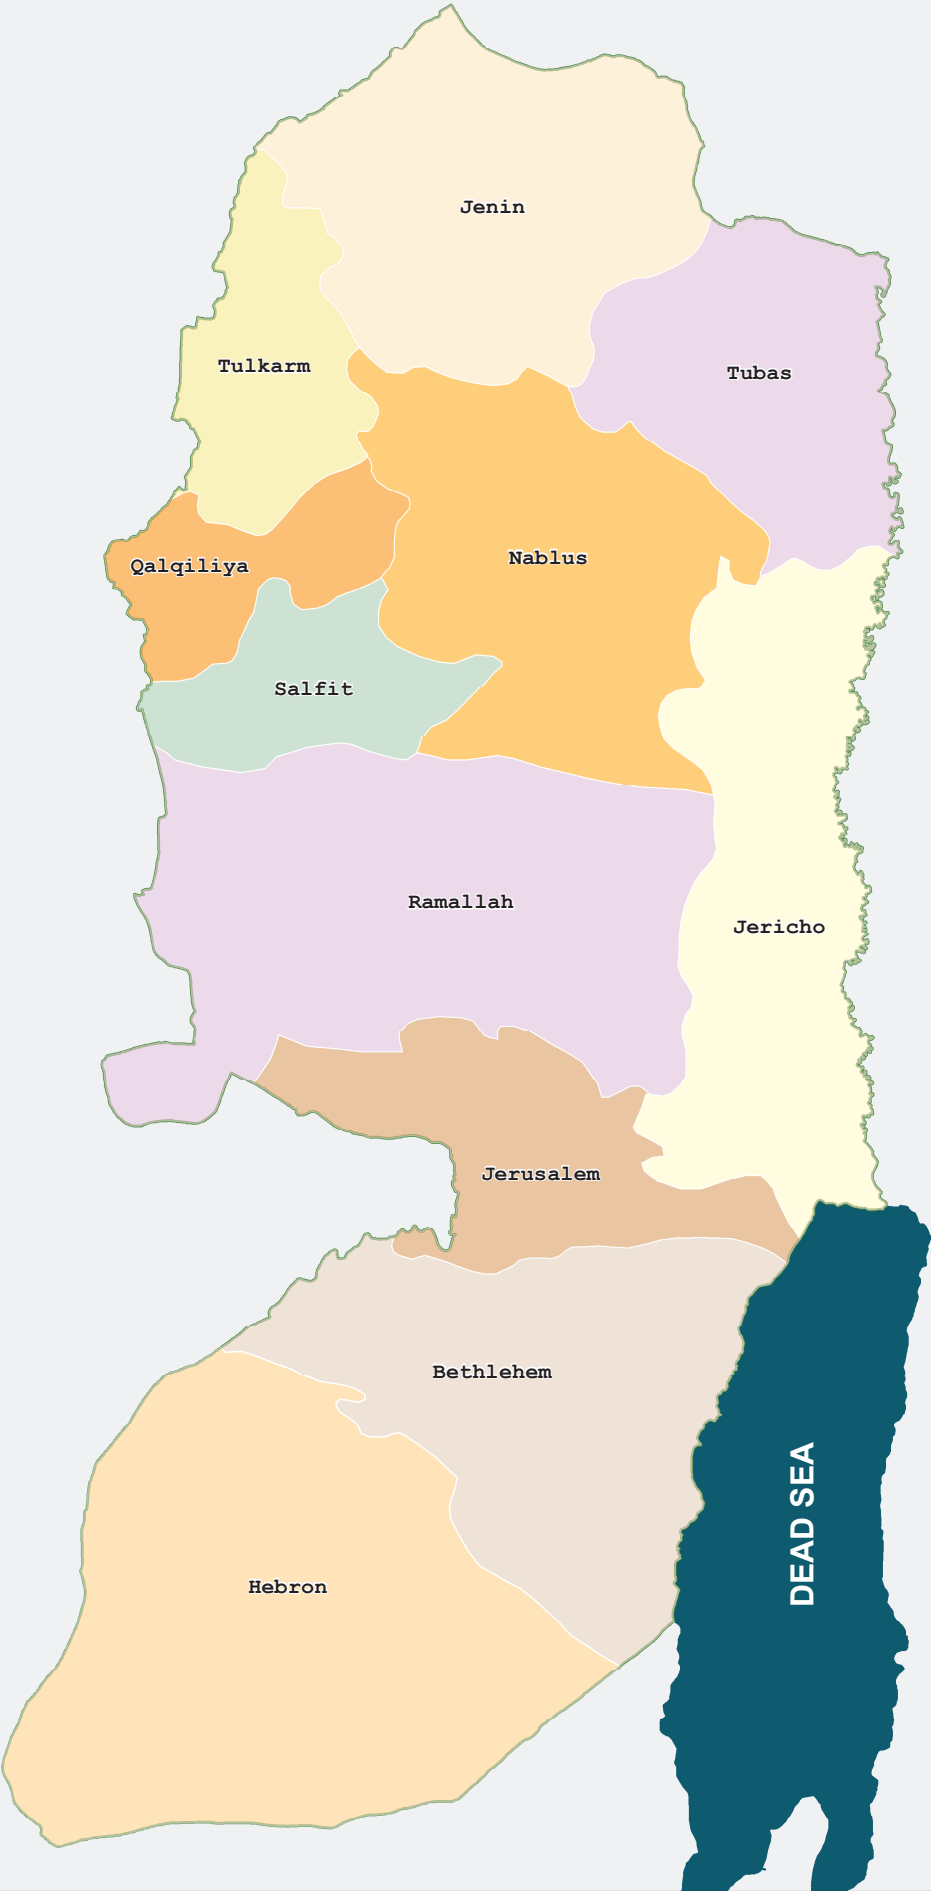 Jenin
Tulkarm
Tubas
Nablus
Qalqiliya
Salfit
Ramallah
Jericho
Jerusalem
Bethlehem
DEAD SEA
Hebron